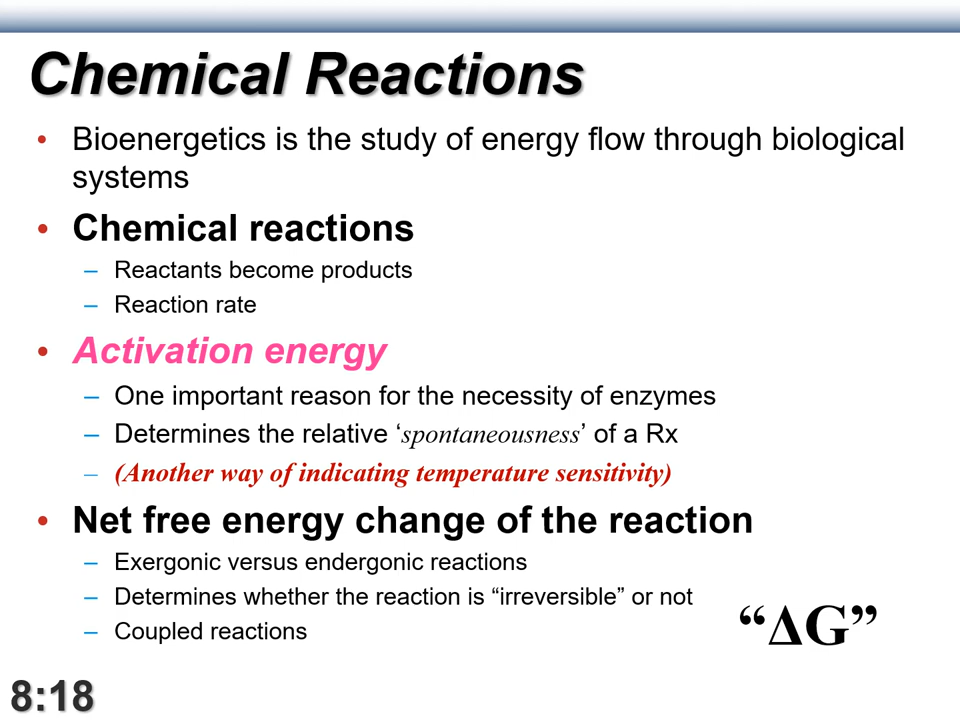 Chemical Reactions
• Bioenergetics is the study of energy flow through biological
systems
• Chemical reactions
– Reactants become products
– Reaction rate
• Activation energy
– One important reason for the necessity of enzymes
– Determines the relative ‘spontaneousness’ of a Rx
– (Another way of indicating temperature sensitivity)
• Net free energy change of the reaction
– Exergonic versus endergonic reactions
– Determines whether the reaction is “irreversible” or not
– Coupled reactions
“ΔG”
8:18